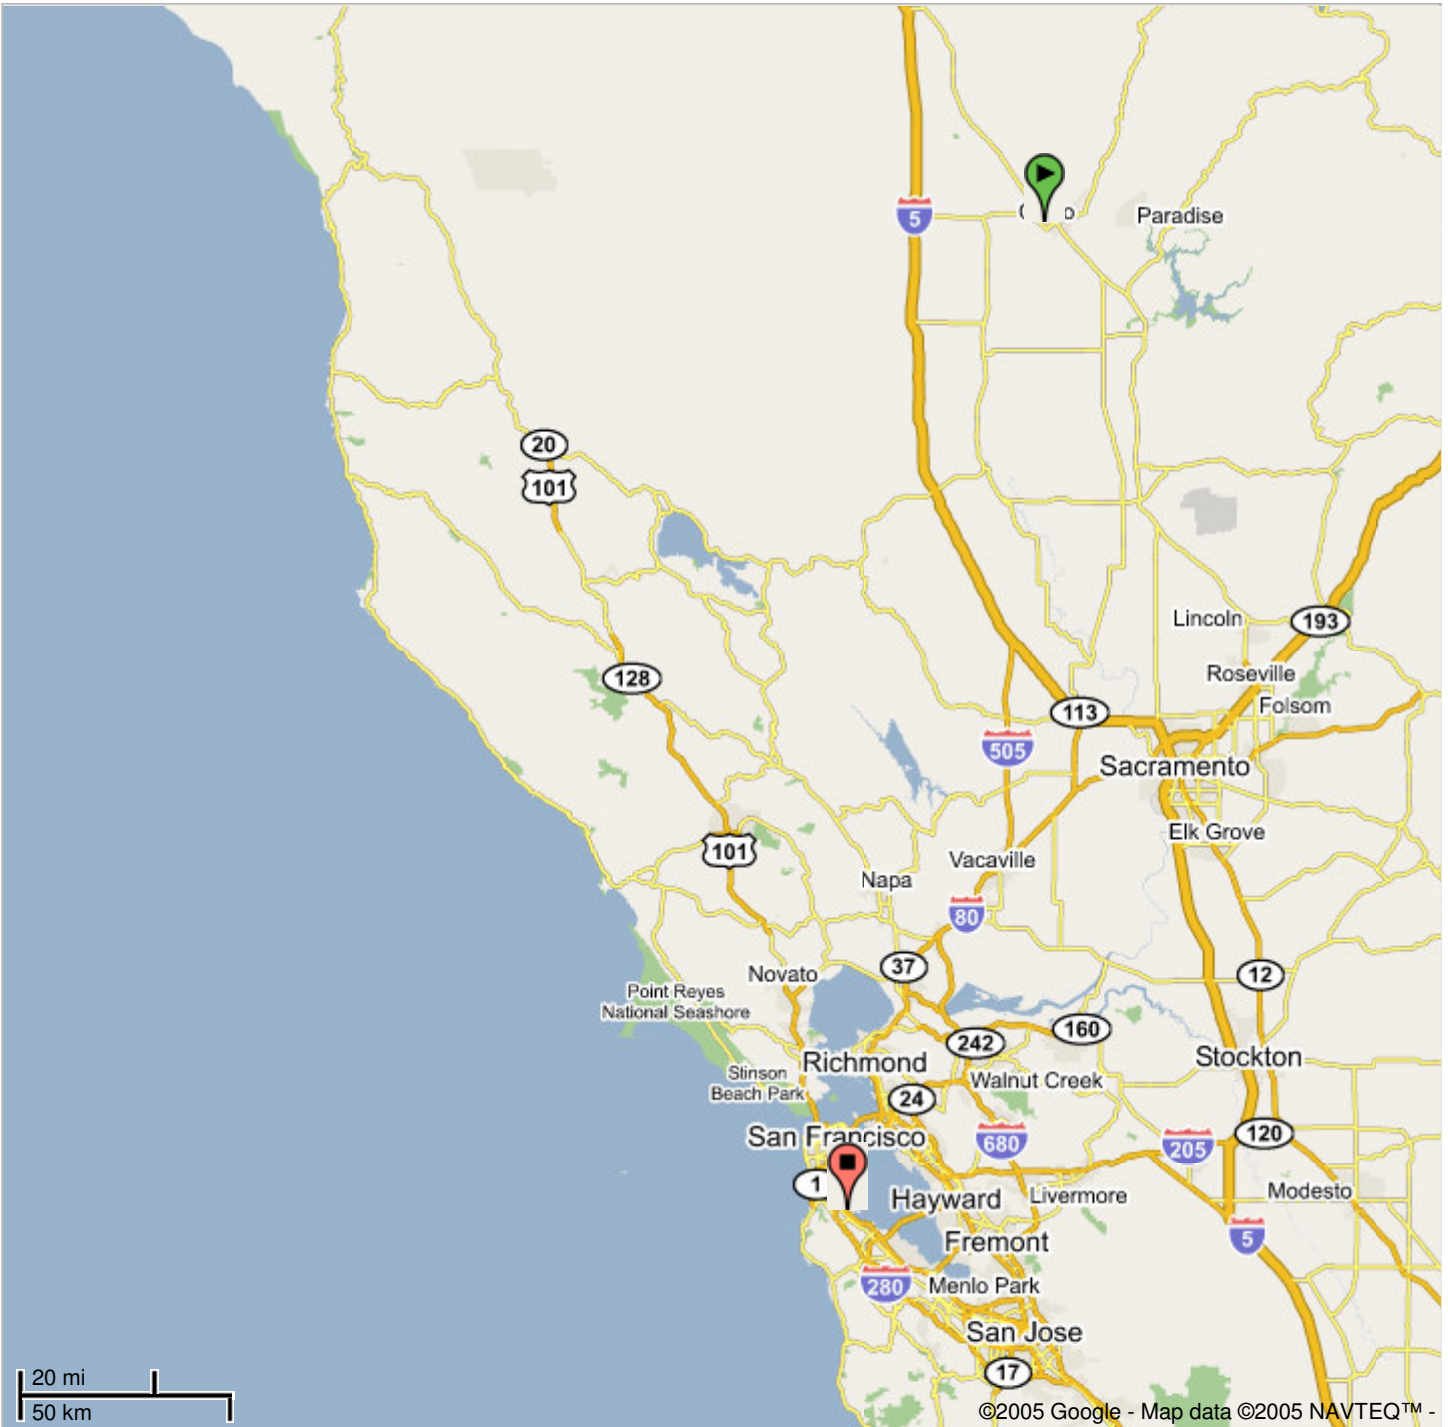 5
Paradise
20
101
Lincoln
193
Roseville
Folsom
128
113
505
Sacramento
Elk Grove
101
Vacaville
Napa
80
37
Novato
12
Point Reyes
National Seashore
160
242
Richmond
Stockton
Walnut Creek
Stinson
Beach Park
24
San Francisco
680
205
120
1
Hayward
Livermore
Modesto
Fremont
5
280
Menlo Park
San Jose
17
20 mi
50 km
©2005 Google - Map data ©2005 NAVTEQ™ -